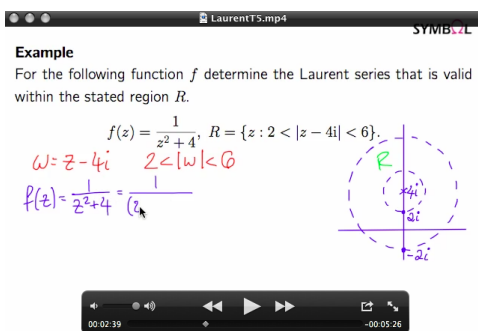 LaurentT5.mp4
SYMBΩL
Example
For the following function f determine the Laurent series that is valid
within the stated region R.
f(z) = 1/(z² + 4), R = {z : 2 < |z − 4i| < 6}.
ω = z − 4i 2 < |ω| < 6
R
f(z) = 1/(z²+4) = 1/(z
4i
2i
-2i
00:02:39
-00:05:26